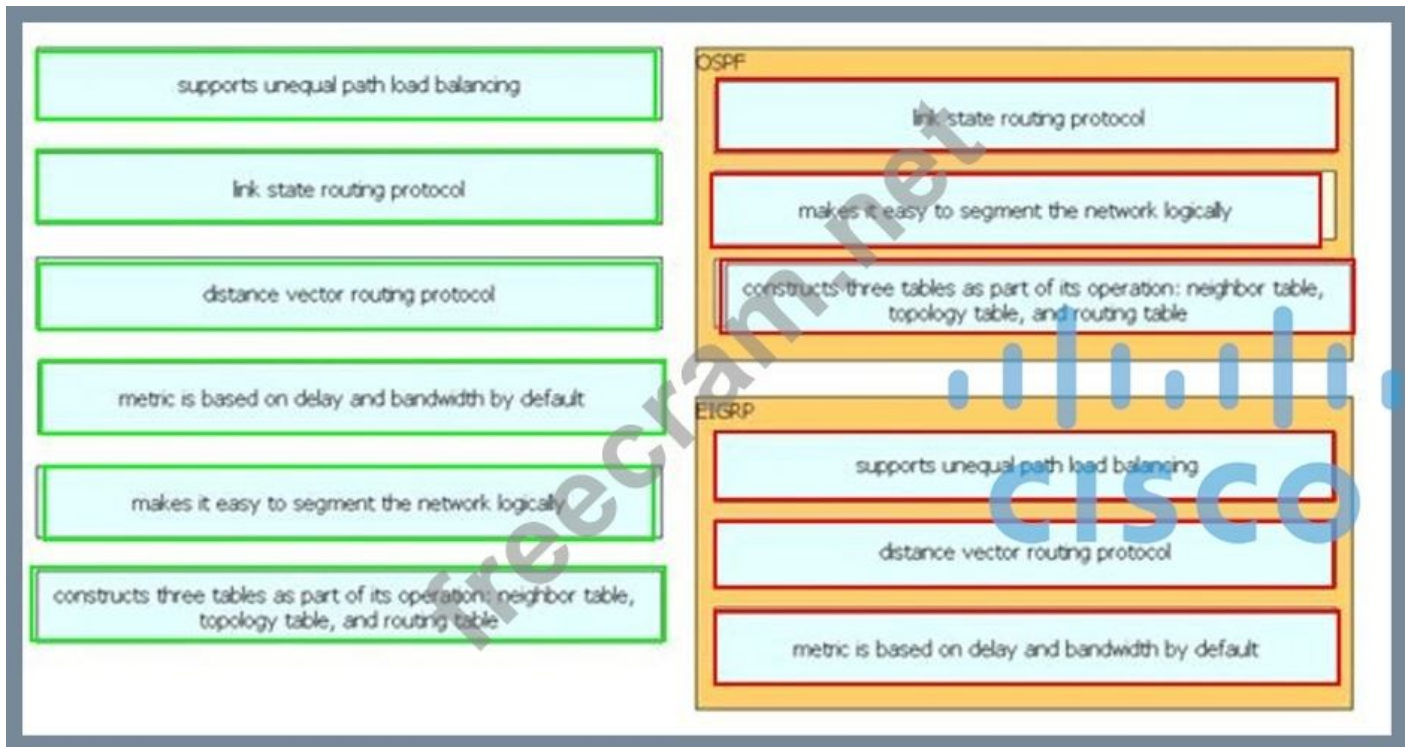 supports unequal path load balancing
link state routing protocol
distance vector routing protocol
metric is based on delay and bandwidth by default
makes it easy to segment the network logically
constructs three tables as part of its operation: neighbor table,
topology table, and routing table
OSPF
link state routing protocol
makes it easy to segment the network logically
constructs three tables as part of its operation: neighbor table,
topology table, and routing table
EIGRP
supports unequal path load balancing
distance vector routing protocol
metric is based on delay and bandwidth by default
freecram.net
CISCO